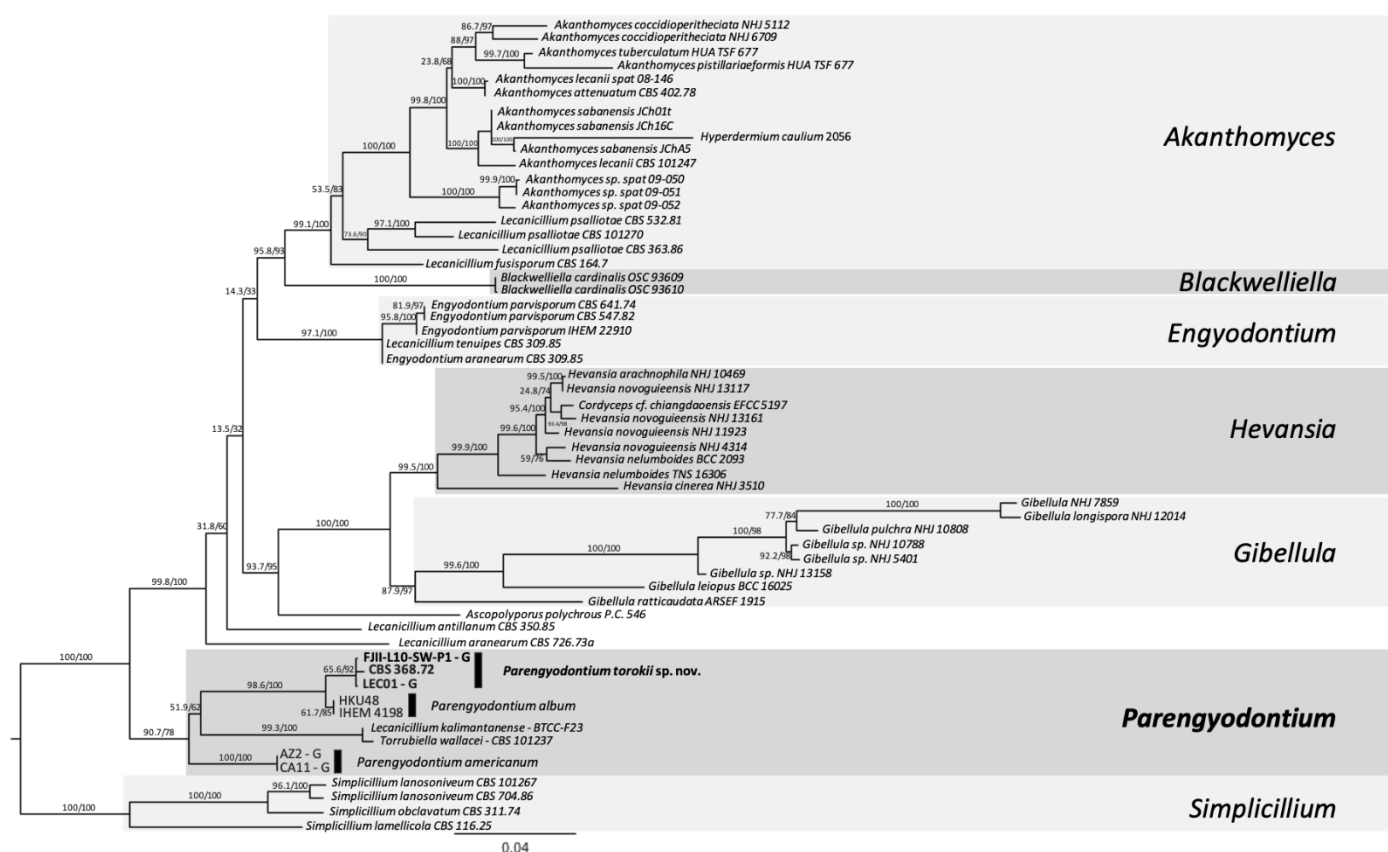 86.7/97
Akanthomyces coccidioperitheciata NHJ 5112
88/97
Akanthomyces coccidioperitheciata NHJ 6709
99.7/100
Akanthomyces tuberculatum HUA TSF 677
23.8/68
Akanthomyces pistillariaeformis HUA TSF 677
100/100
Akanthomyces lecanii spat 08-146
Akanthomyces attenuatum CBS 402.78
99.8/100
Akanthomyces sabanensis JCh01t
Akanthomyces sabanensis JCh16C
100/100
100/100
Hyperdermium caulium 2056
Akanthomyces
Akanthomyces sabanensis JChA5
100/100
Akanthomyces lecanii CBS 101247
99.9/100
Akanthomyces sp. spat 09-050
53.5/83
100/100
Akanthomyces sp. spat 09-051
Akanthomyces sp. spat 09-052
97.1/100
Lecanicillium psalliotae CBS 532.81
99.1/100
73.6/90
Lecanicillium psalliotae CBS 101270
95.8/93
Lecanicillium psalliotae CBS 363.86
Lecanicillium fusisporum CBS 164.7
100/100
Blackwelliella cardinalis OSC 93609
Blackwelliella cardinalis OSC 93610
Blackwelliella
14.3/33
81.9/97
Engyodontium parvisporum CBS 641.74
95.8/100
Engyodontium parvisporum CBS 547.82
97.1/100
Engyodontium parvisporum IHEM 22910
Engyodontium
Lecanicillium tenuipes CBS 309.85
Engyodontium aranearum CBS 309.85
99.5/100
Hevansia arachnophila NHJ 10469
24.8/74
Hevansia novoguieensis NHJ 13117
95.4/100
Cordyceps cf. chiangdaoensis EFCC 5197
93.4/98
Hevansia novoguieensis NHJ 13161
13.5/32
99.6/100
Hevansia novoguieensis NHJ 11923
Hevansia
99.9/100
Hevansia novoguieensis NHJ 4314
59/76
Hevansia nelumboides BCC 2093
99.5/100
Hevansia nelumboides TNS 16306
Hevansia cinerea NHJ 3510
100/100
Gibellula NHJ 7859
77.7/84
Gibellula longispora NHJ 12014
31.8/60
100/100
100/98
Gibellula pulchra NHJ 10808
Gibellula sp. NHJ 10788
100/100
92.2/98
Gibellula sp. NHJ 5401
Gibellula
93.7/95
99.6/100
Gibellula sp. NHJ 13158
99.8/100
87.9/97
Gibellula leiopus BCC 16025
Gibellula ratticaudata ARSEF 1915
Ascopolyporus polychrous P.C. 546
Lecanicillium antillanum CBS 350.85
Lecanicillium aranearum CBS 726.73a
100/100
FJII-L10-SW-P1 - G
65.6/92
CBS 368.72
Parengyodontium torokii sp. nov.
98.6/100
LEC01 - G
HKU48
51.9/62
61.7/85
IHEM 4198
Parengyodontium album
99.3/100
Lecanicillium kalimantanense - BTCC-F23
Parengyodontium
90.7/78
Torrubiella wallacei - CBS 101237
100/100
AZ2 - G
CA11 - G
Parengyodontium americanum
96.1/100
Simplicillium lanosoniveum CBS 101267
100/100
Simplicillium lanosoniveum CBS 704.86
100/100
Simplicillium obclavatum CBS 311.74
Simplicillium
Simplicillium lamellicola CBS 116.25
0.04